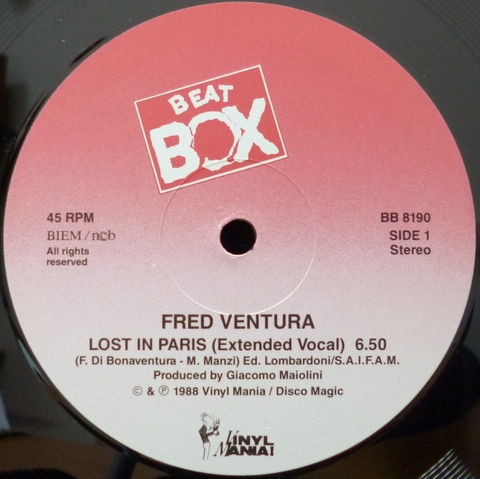 BEAT
BOX
45 RPM
BIEM/ncb
All rights
reserved
BB 8190
SIDE 1
Stereo
FRED VENTURA
LOST IN PARIS (Extended Vocal) 6.50
(F. Di Bonaventura - M. Manzi) Ed. Lombardoni/S.A.I.F.A.M.
Produced by Giacomo Maiolini
© & ℗ 1988 Vinyl Mania / Disco Magic
VINYL
MANIA!